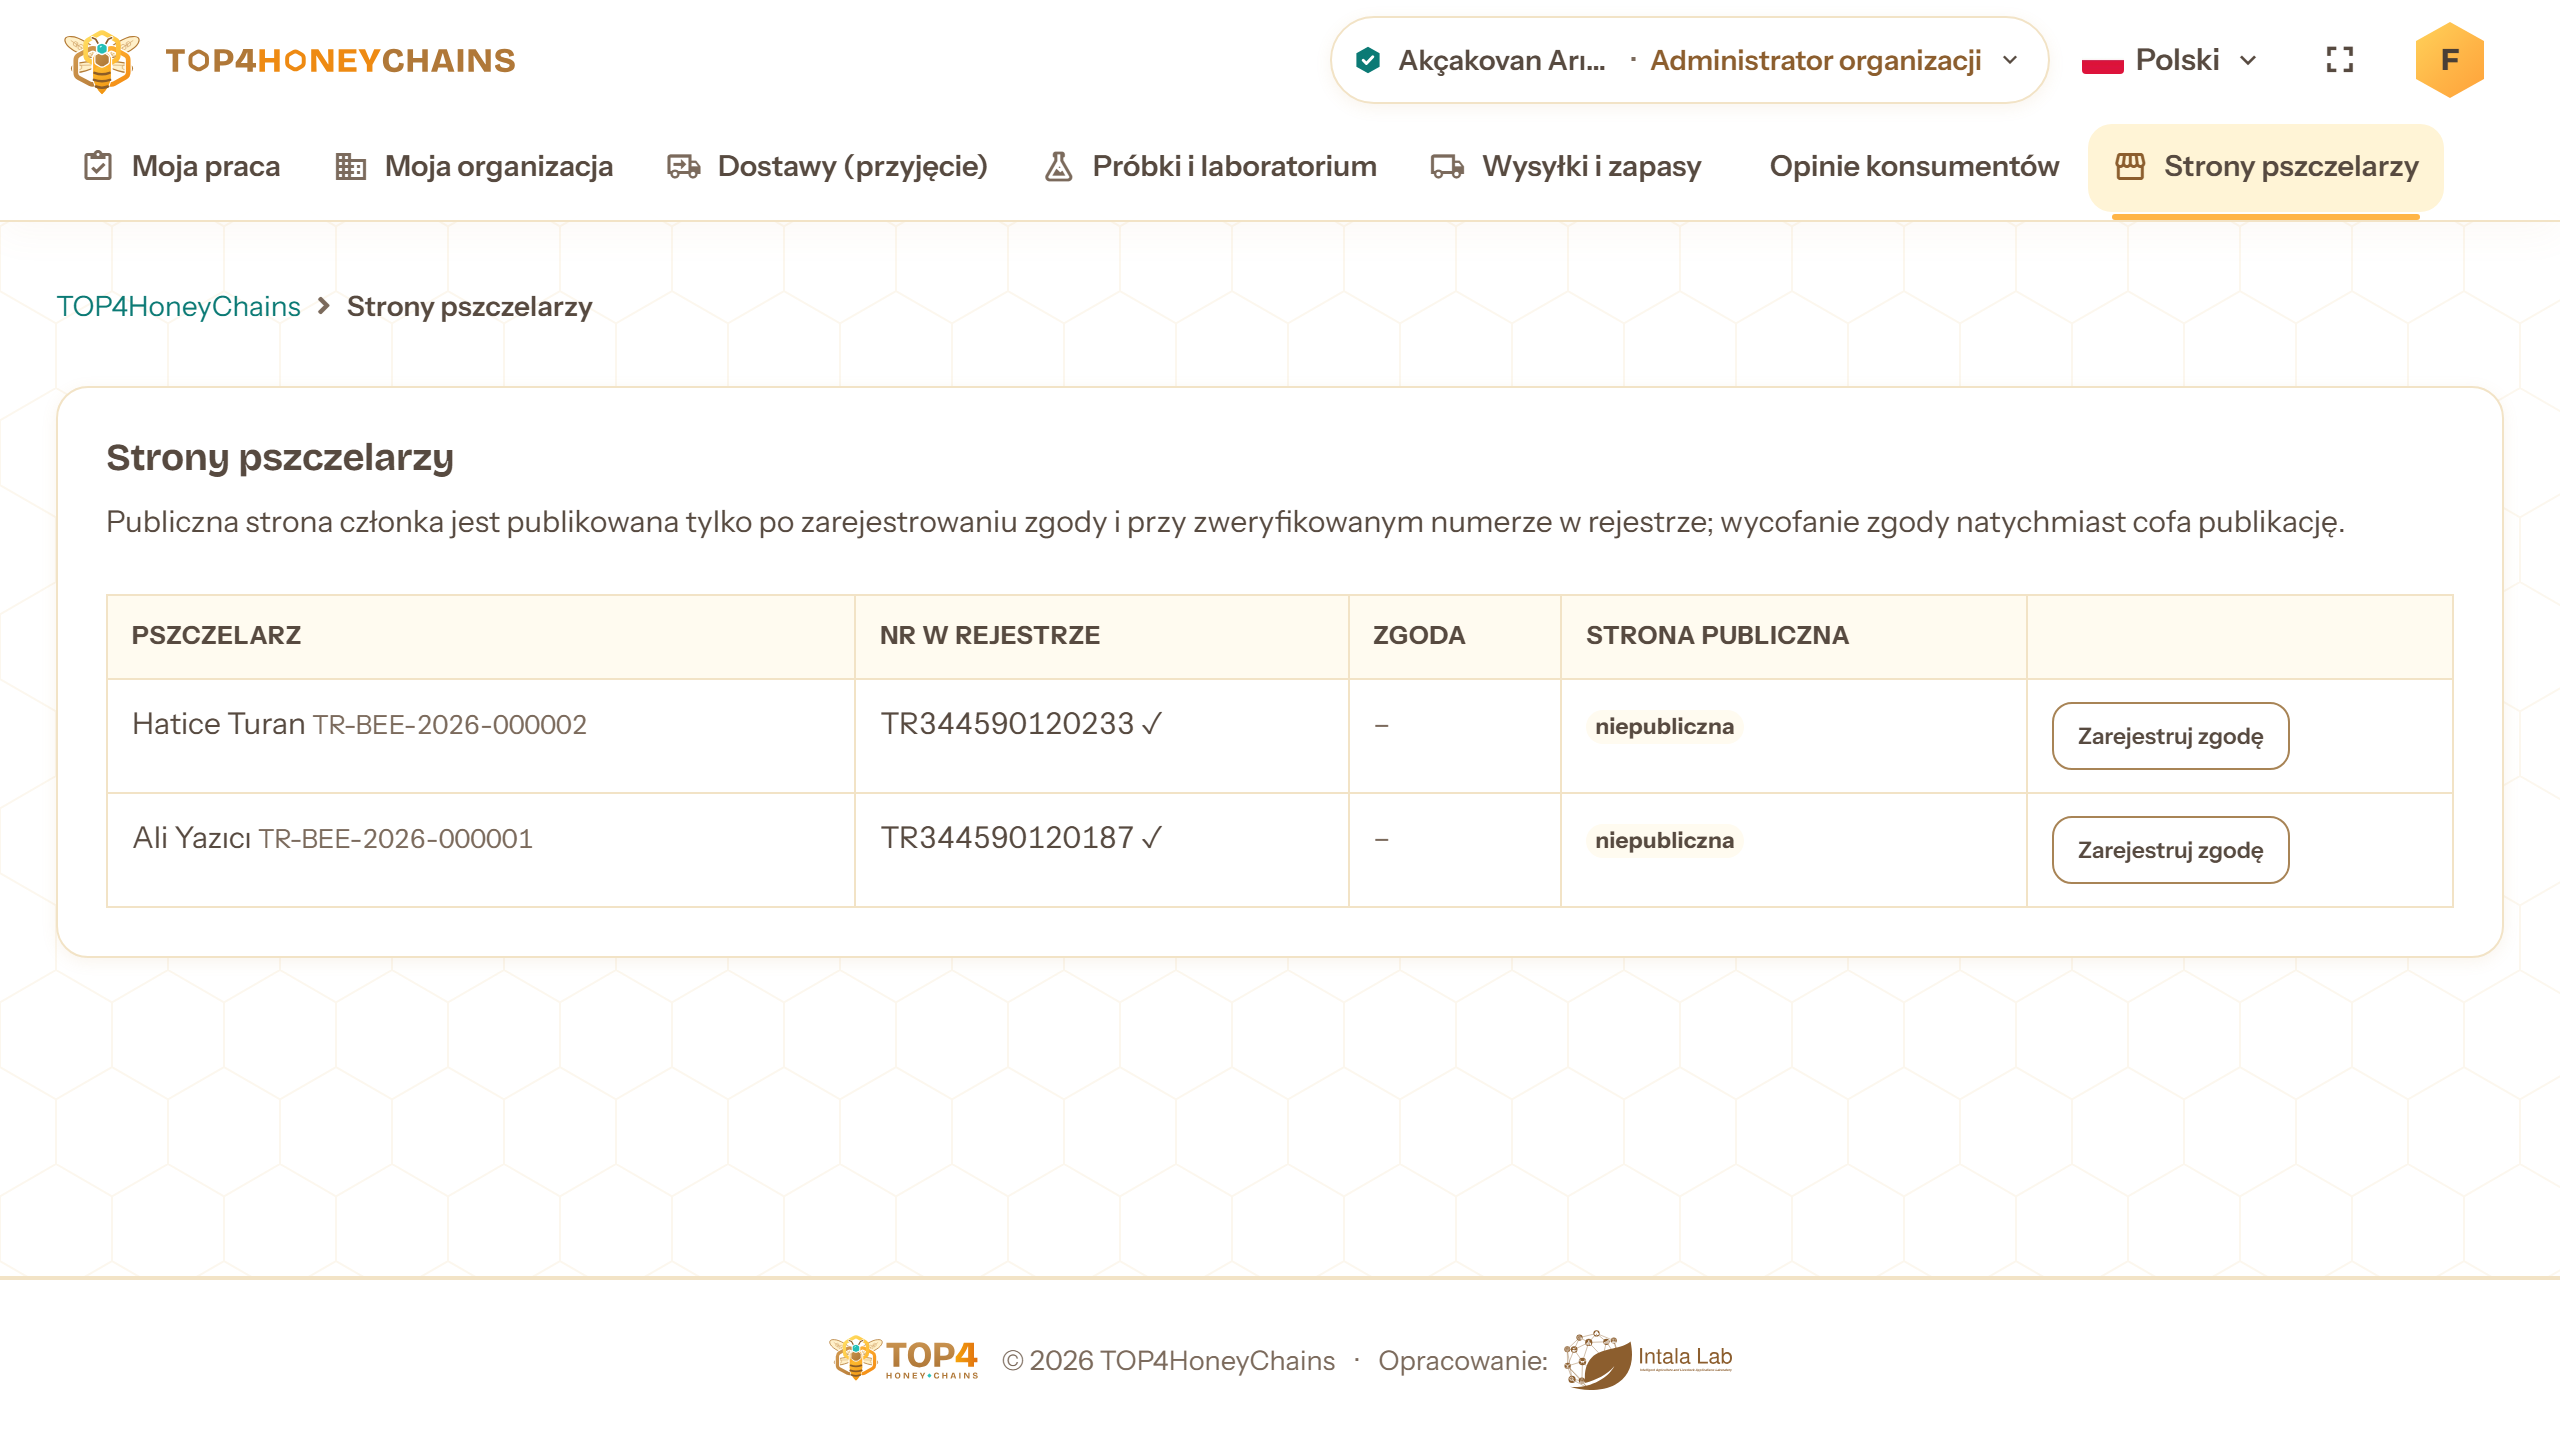 TOP4HONEYCHAINS
Akçakovan Arı... · Administrator organizacji
Polski
F
Moja praca
Moja organizacja
Dostawy (przyjęcie)
Próbki i laboratorium
Wysyłki i zapasy
Opinie konsumentów
Strony pszczelarzy
TOP4HoneyChains > Strony pszczelarzy
Strony pszczelarzy
Publiczna strona członka jest publikowana tylko po zarejestrowaniu zgody i przy zweryfikowanym numerze w rejestrze; wycofanie zgody natychmiast cofa publikację.
PSZCZELARZ NR W REJESTRZE ZGODA STRONA PUBLICZNA
Hatice Turan TR-BEE-2026-000002 TR344590120233 ✓ – niepubliczna Zarejestruj zgodę
Ali Yazıcı TR-BEE-2026-000001 TR344590120187 ✓ – niepubliczna Zarejestruj zgodę
TOP4
HONEY•CHAINS
© 2026 TOP4HoneyChains · Opracowanie:
Intala Lab